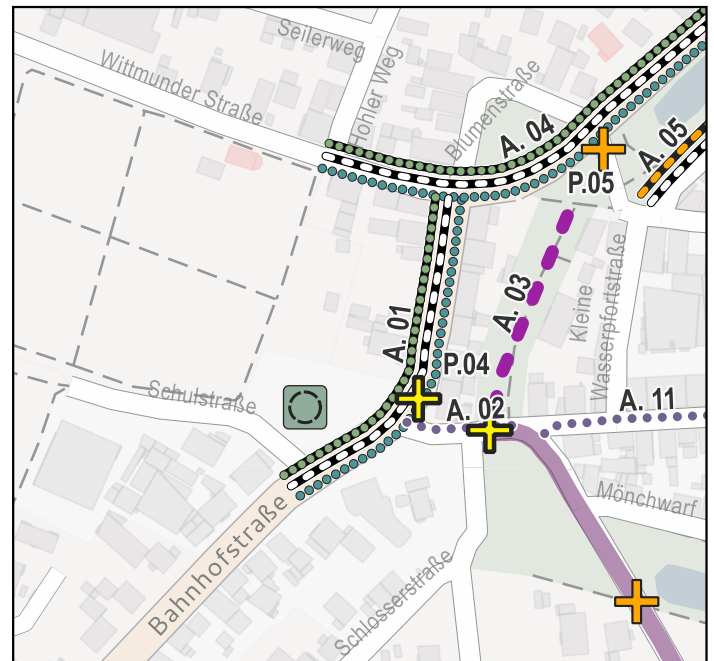 Seilerweg
Wittmunder Straße
Hohler Weg
Blumenstraße
A. 04
A. 05
P.05
A. 03
A. 01
Kleine
Wasserpfortstraße
P.04
Schulstraße
A. 02
A. 11
Mönchwarf
Bahnhofstraße
Schlosserstraße